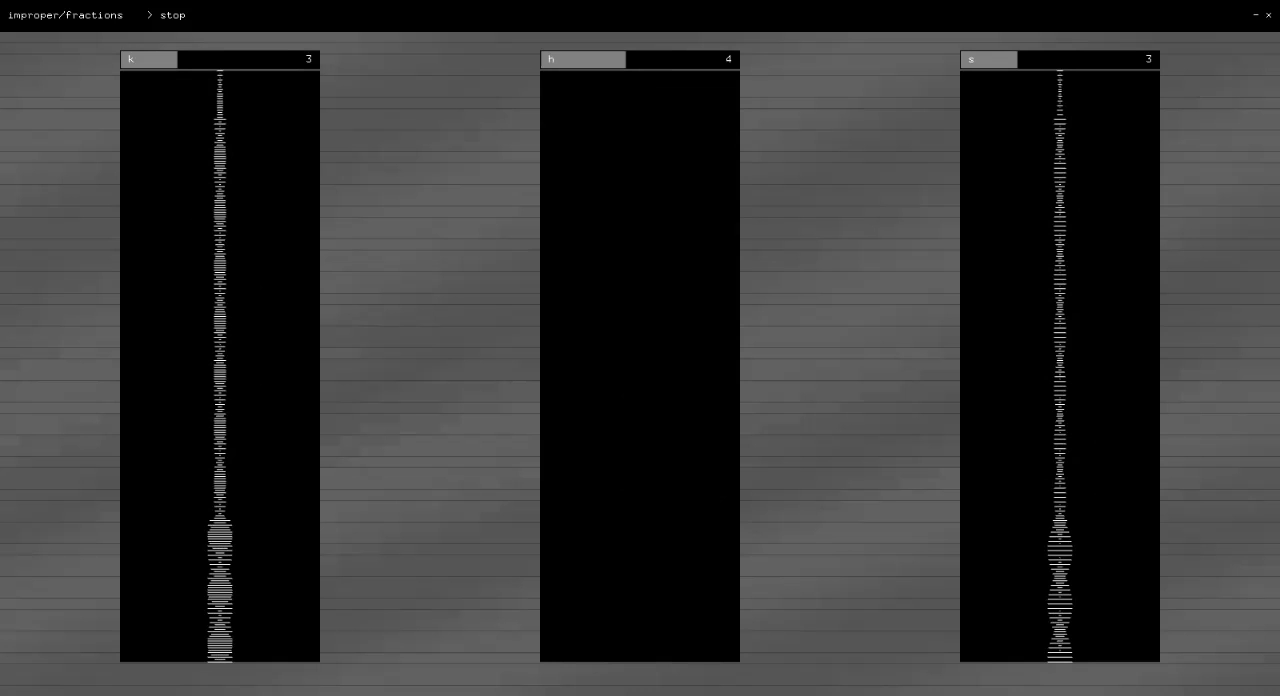 improper/fractions > stop - ×
k 3
h 4
s 3